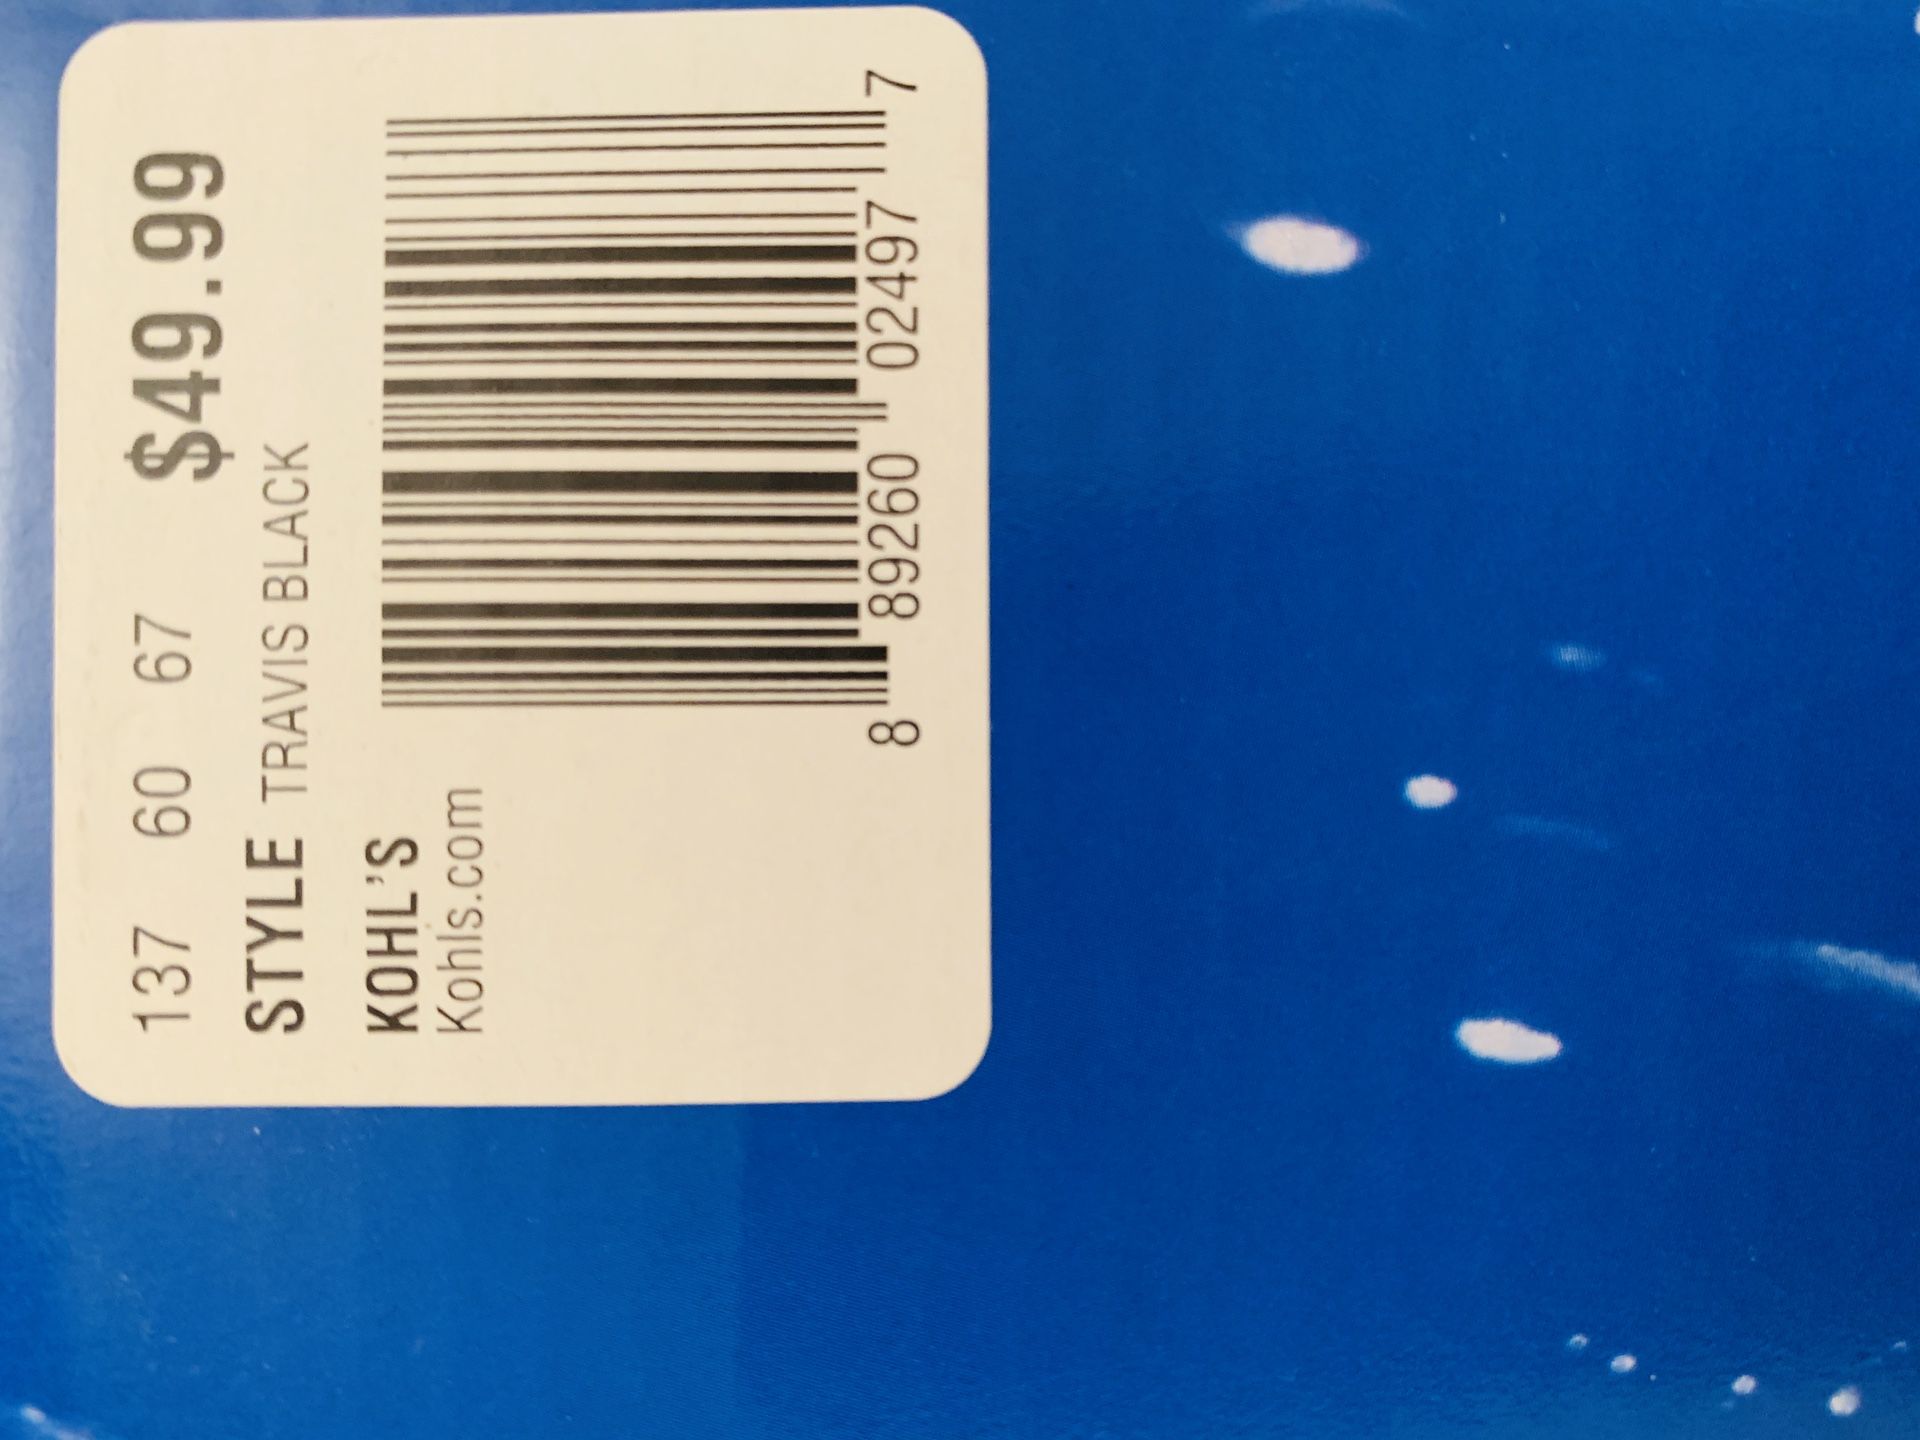 137 60 67 $49.99
STYLE TRAVIS BLACK
KOHL'S
Kohls.com
8 89260 02497 7